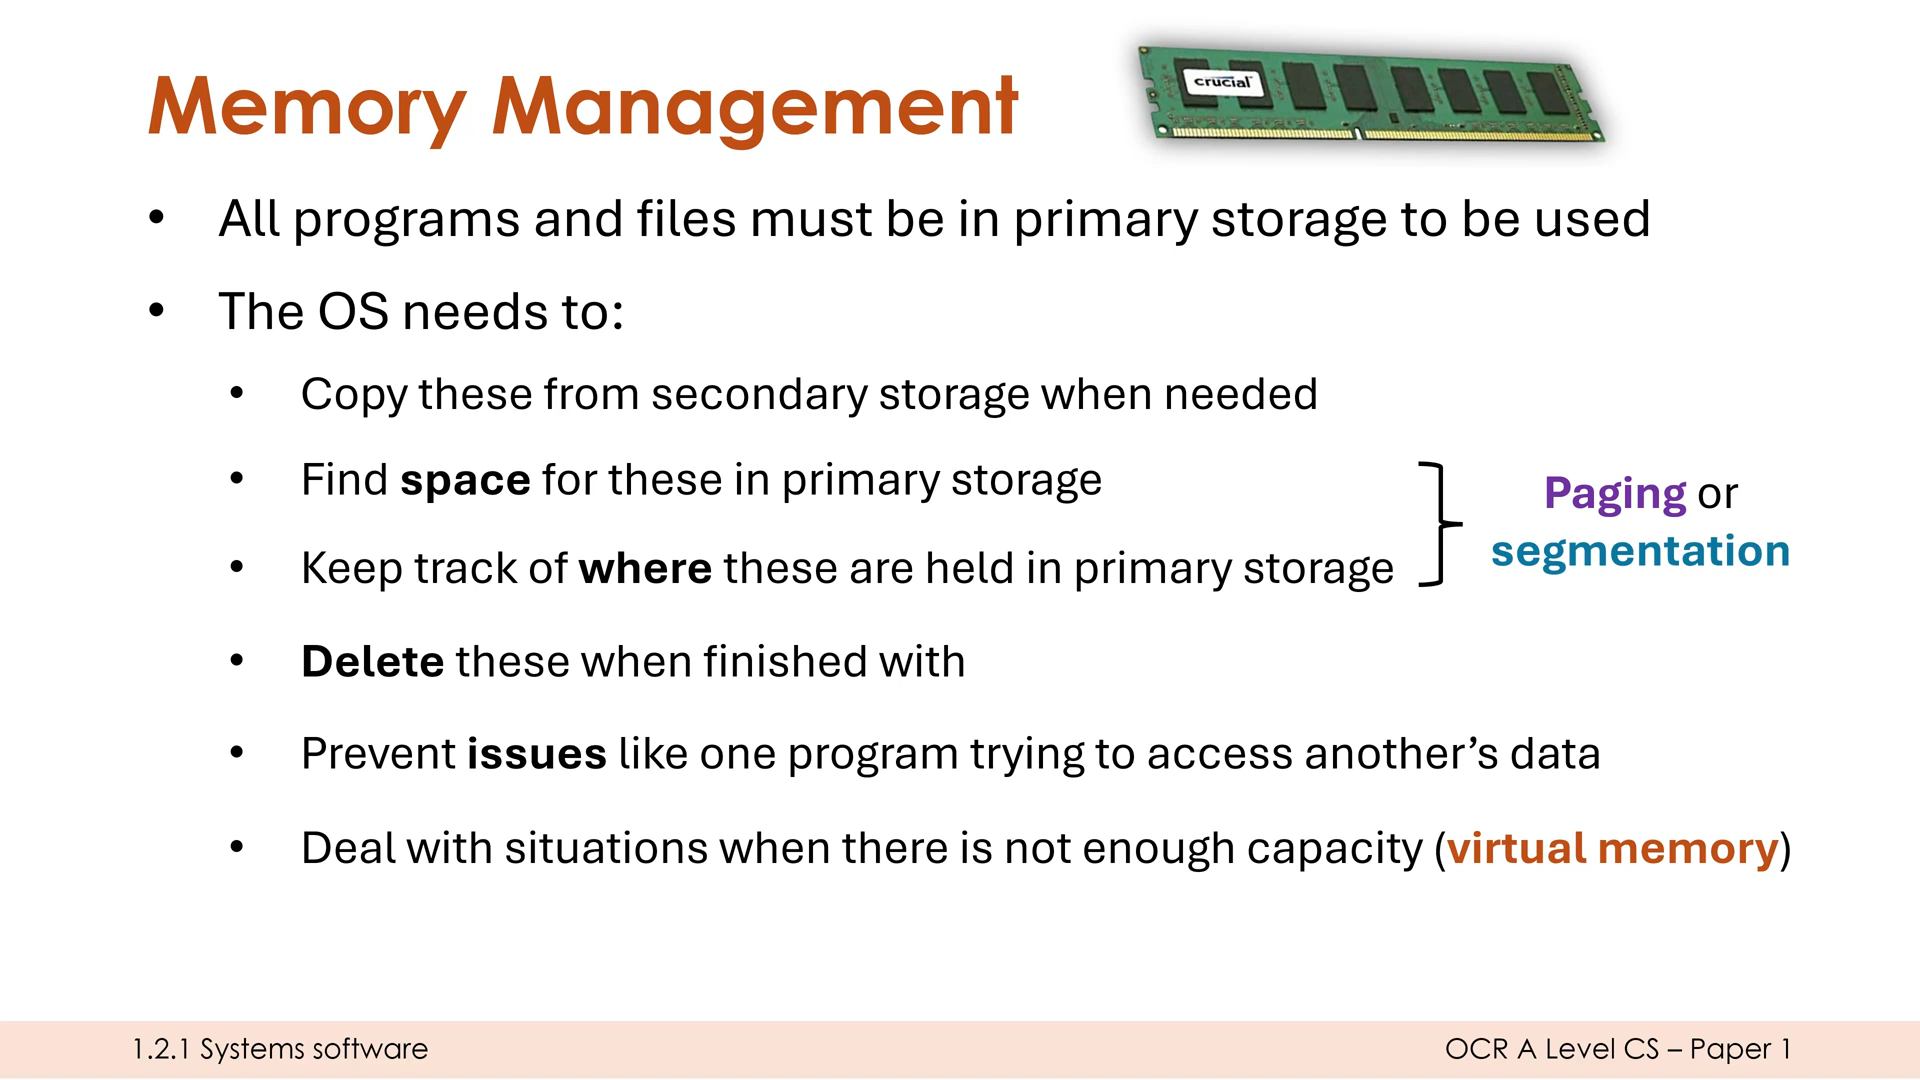 Memory Management
crucial
• All programs and files must be in primary storage to be used
• The OS needs to:
• Copy these from secondary storage when needed
• Find space for these in primary storage
• Keep track of where these are held in primary storage
Paging or
segmentation
• Delete these when finished with
• Prevent issues like one program trying to access another’s data
• Deal with situations when there is not enough capacity (virtual memory)
1.2.1 Systems software
OCR A Level CS – Paper 1